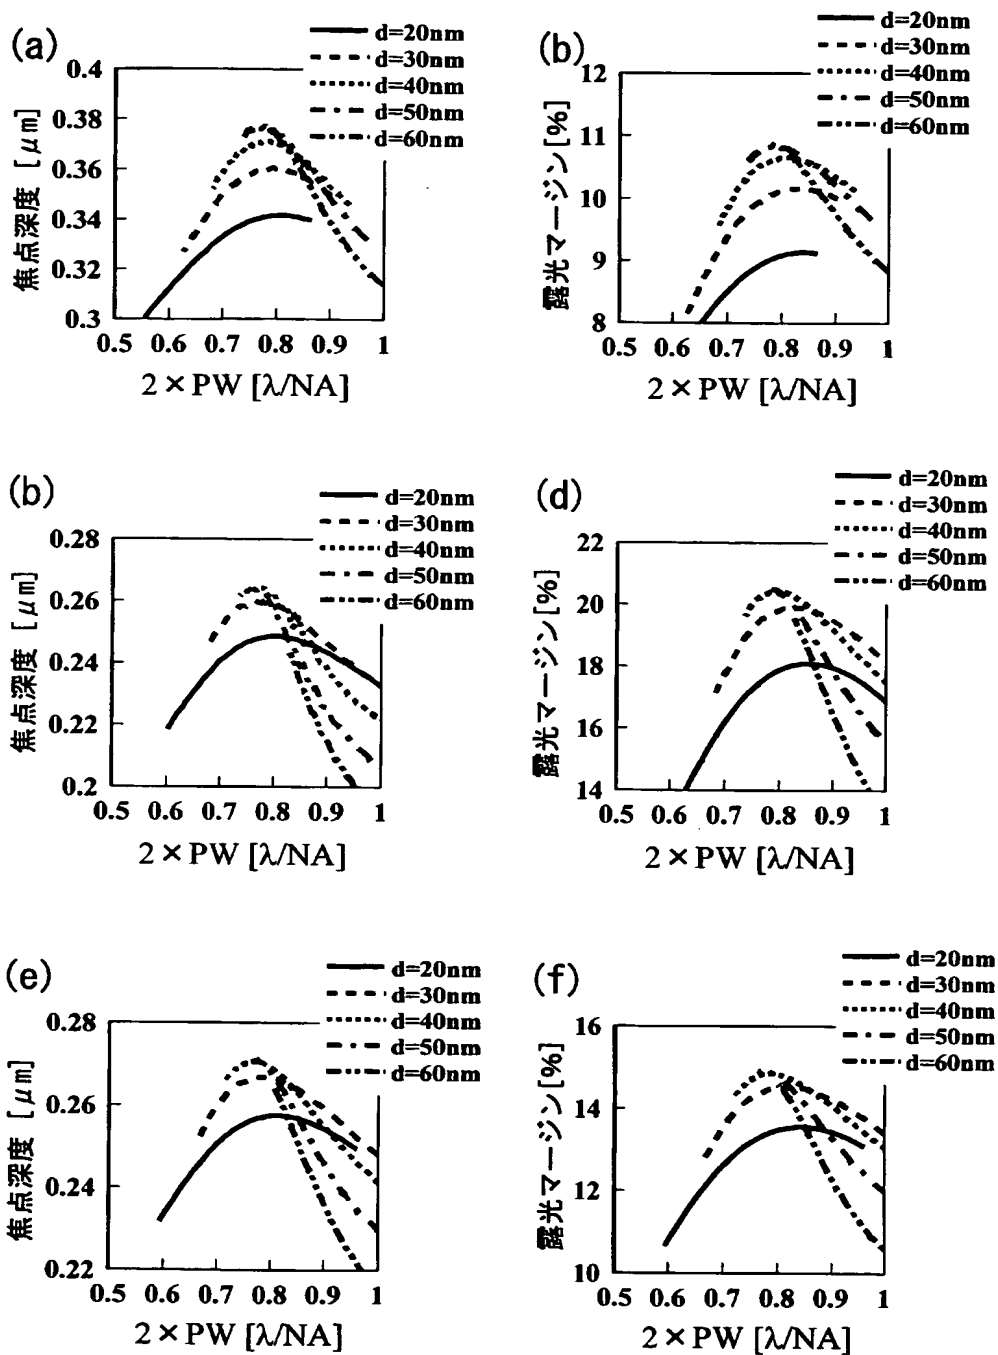 (a)
d=20nm
d=30nm
d=40nm
d=50nm
d=60nm
焦点深度 [μm]
0.4
0.38
0.36
0.34
0.32
0.3
0.5 0.6 0.7 0.8 0.9 1
2×PW [λ/NA]
(b)
d=20nm
d=30nm
d=40nm
d=50nm
d=60nm
露光マージン[%]
12
11
10
9
8
0.5 0.6 0.7 0.8 0.9 1
2×PW [λ/NA]
(b)
d=20nm
d=30nm
d=40nm
d=50nm
d=60nm
焦点深度 [μm]
0.28
0.26
0.24
0.22
0.2
0.5 0.6 0.7 0.8 0.9 1
2×PW [λ/NA]
(d)
d=20nm
d=30nm
d=40nm
d=50nm
d=60nm
露光マージン[%]
22
20
18
16
14
0.5 0.6 0.7 0.8 0.9 1
2×PW [λ/NA]
(e)
d=20nm
d=30nm
d=40nm
d=50nm
d=60nm
焦点深度 [μm]
0.28
0.26
0.24
0.22
0.5 0.6 0.7 0.8 0.9 1
2×PW [λ/NA]
(f)
d=20nm
d=30nm
d=40nm
d=50nm
d=60nm
露光マージン[%]
16
14
12
10
0.5 0.6 0.7 0.8 0.9 1
2×PW [λ/NA]